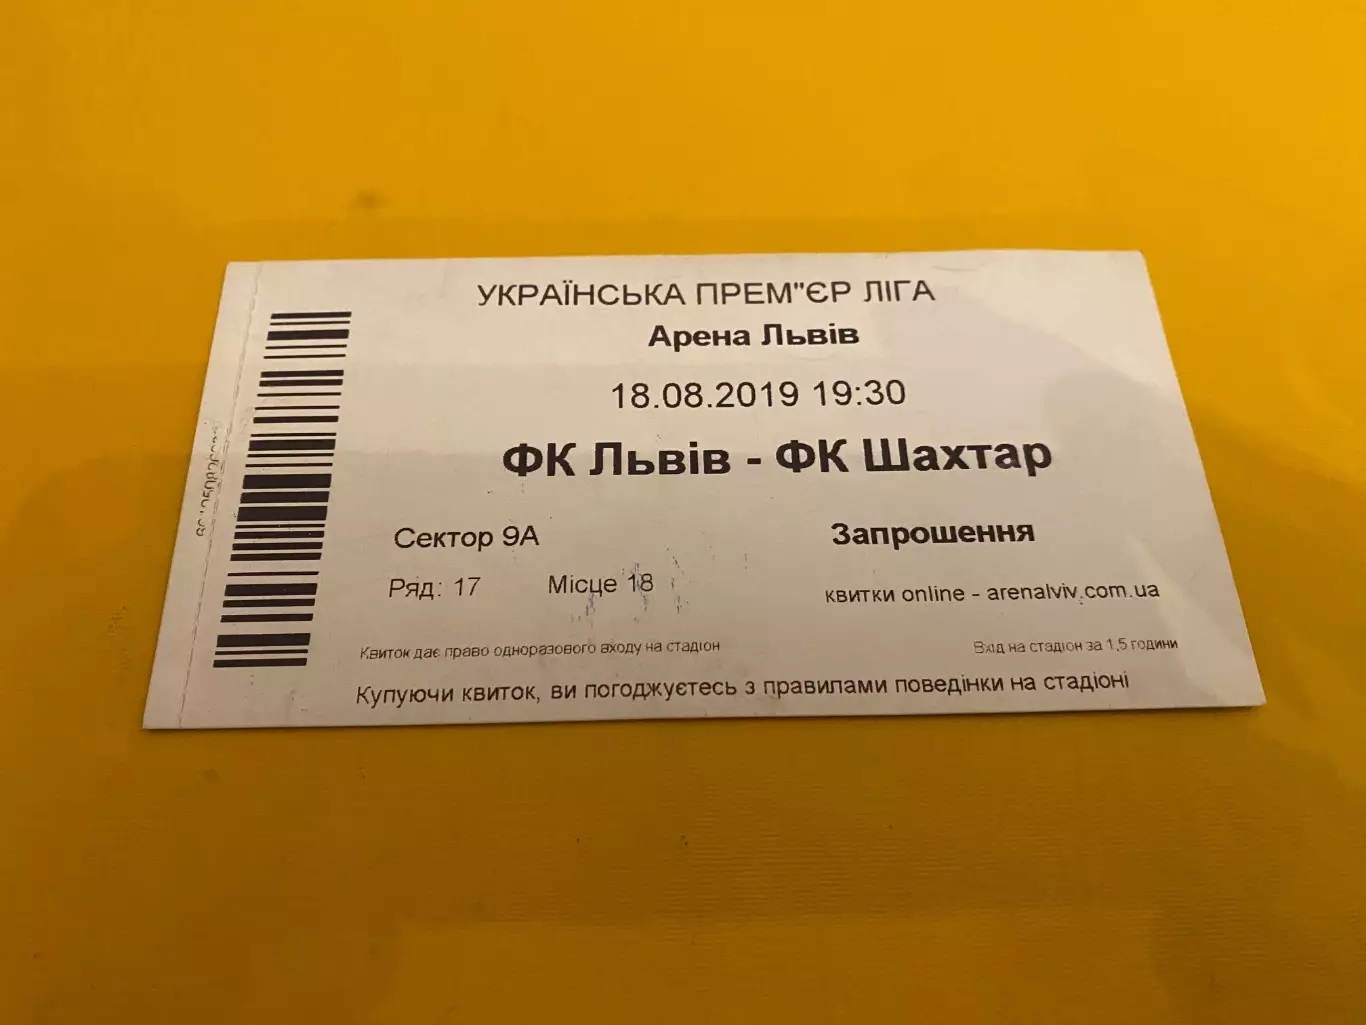 УКРАЇНСЬКА ПРЕМ"ЄР ЛІГА
Арена Львів
18.08.2019 19:30
ФК Львів - ФК Шахтар
Сектор 9А
Запрошення
Ряд: 17 Місце 18
квитки online - arenalviv.com.ua
Квиток дає право одноразового входу на стадіон
Вхід на стадіон за 1,5 години
Купуючи квиток, ви погоджуєтесь з правилами поведінки на стадіоні